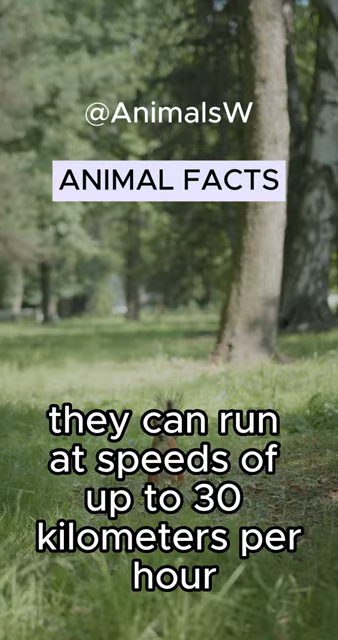 @AnimalsW
ANIMAL FACTS
they can run
at speeds of
up to 30
kilometers per
hour